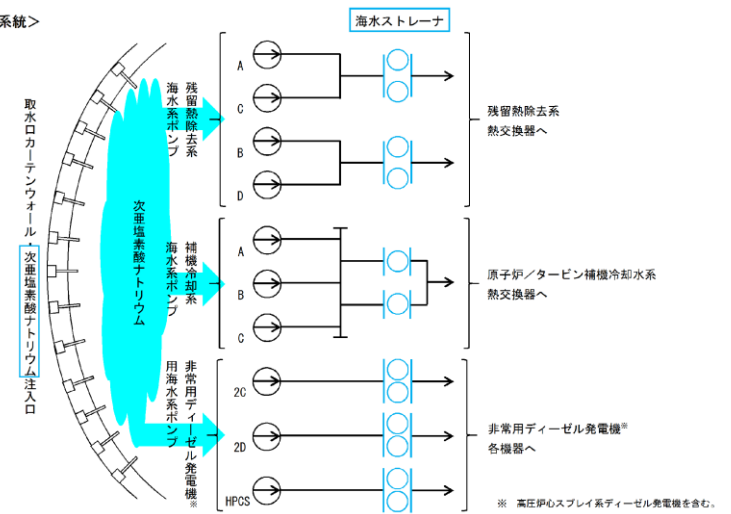 系統＞
海水ストレーナ
取水口カーテンウォール・次亜塩素酸ナトリウム注入口
次亜塩素酸ナトリウム
残留熱除去系
海水系ポンプ
A
C
B
D
残留熱除去系
熱交換器へ
補機冷却系
海水系ポンプ
A
B
C
原子炉／タービン補機冷却水系
熱交換器へ
非常用ディーゼル発電機※
用海水系ポンプ
2C
2D
HPCS
非常用ディーゼル発電機※
各機器へ
※　高圧炉心スプレイ系ディーゼル発電機を含む。